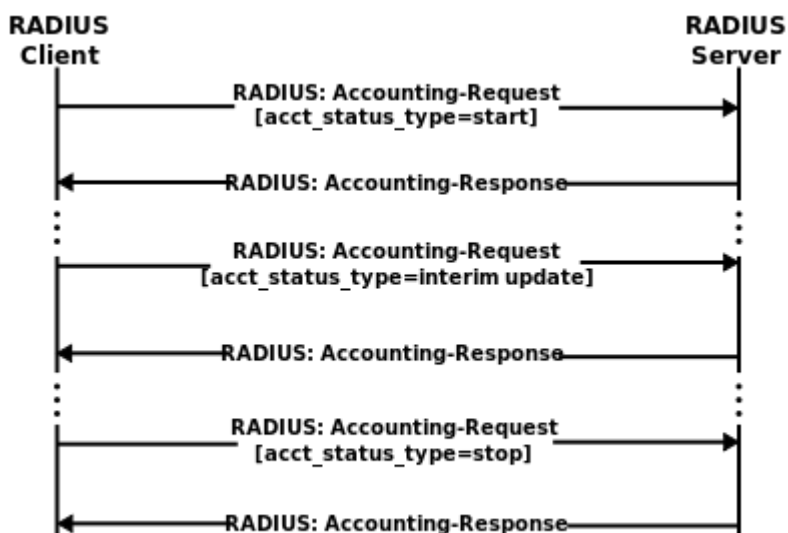 RADIUS
Client
RADIUS
Server
RADIUS: Accounting-Request
[acct_status_type=start]
RADIUS: Accounting-Response
RADIUS: Accounting-Request
[acct_status_type=interim update]
RADIUS: Accounting-Response
RADIUS: Accounting-Request
[acct_status_type=stop]
RADIUS: Accounting-Response